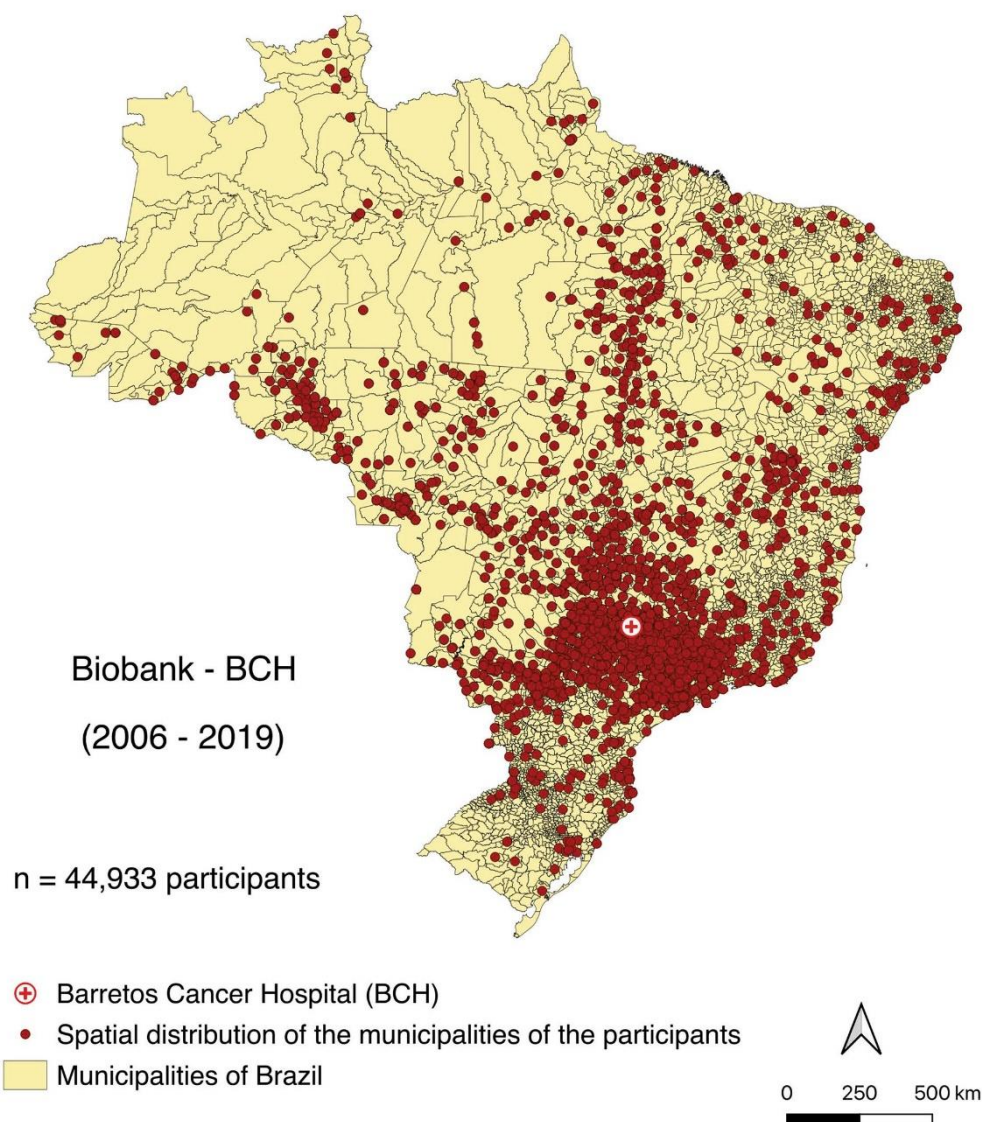 Biobank - BCH
(2006 - 2019)
n = 44,933 participants
Barretos Cancer Hospital (BCH)
Spatial distribution of the municipalities of the participants
Municipalities of Brazil
0 250 500 km